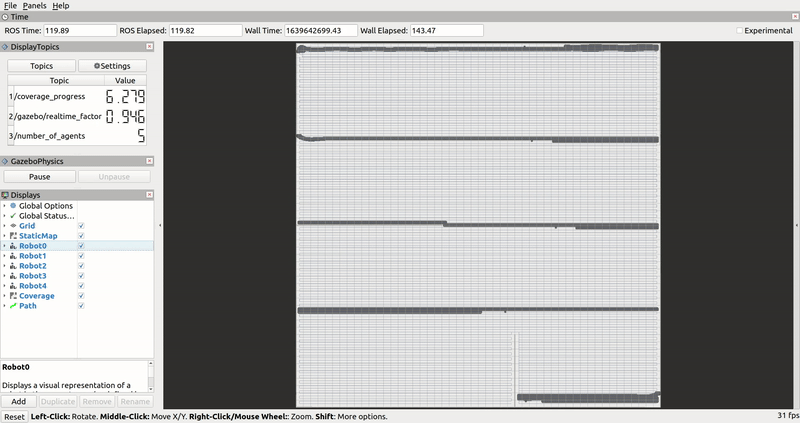 File Panels Help
Time
ROS Time: 119.89 ROS Elapsed: 119.82 Wall Time: 1639642699.43 Wall Elapsed: 143.47 Experimental
DisplayTopics
Topics Settings
Topic Value
1 /coverage_progress 6.279
2 /gazebo/realtime_factor 0.946
3 /number_of_agents 5
GazeboPhysics
Pause Unpause
Displays
Global Options
Global Status...
Grid
StaticMap
Robot0
Robot1
Robot2
Robot3
Robot4
Coverage
Path
Robot0
Displays a visual representation of a
Add Duplicate Remove Rename
Reset Left-Click: Rotate. Middle-Click: Move X/Y. Right-Click/Mouse Wheel:: Zoom. Shift: More options. 31 fps